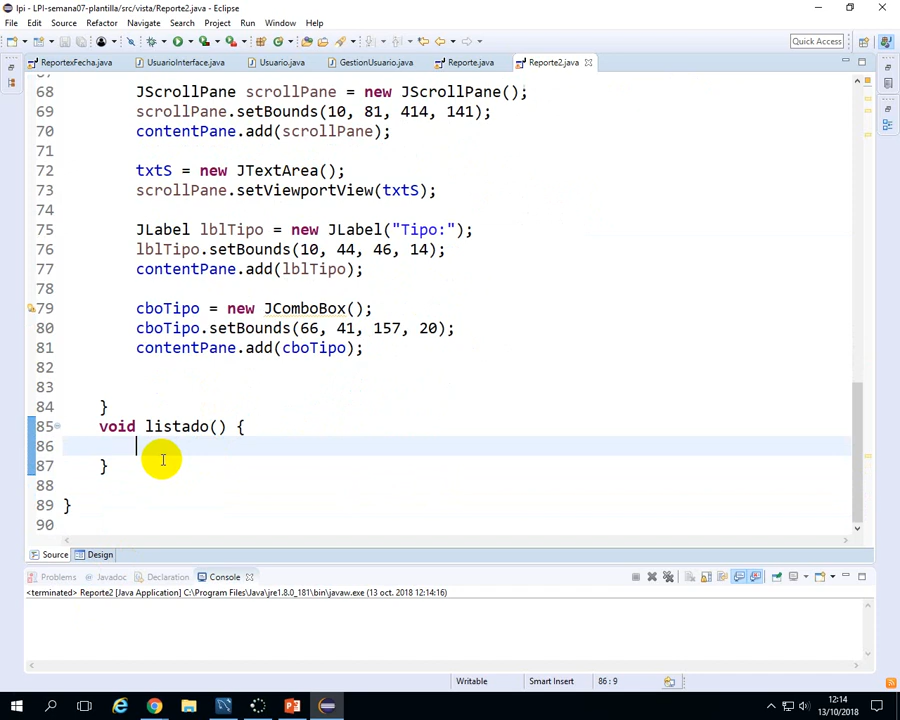 lpi - LPI-semana07-plantilla/src/vista/Reporte2.java - Eclipse
File Edit Source Refactor Navigate Search Project Run Window Help
Quick Access
ReportexFecha.java UsuarioInterface.java Usuario.java GestionUsuario.java Reporte.java Reporte2.java
67
68 JScrollPane scrollPane = new JScrollPane();
69 scrollPane.setBounds(10, 81, 414, 141);
70 contentPane.add(scrollPane);
71
72 txtS = new JTextArea();
73 scrollPane.setViewportView(txtS);
74
75 JLabel lblTipo = new JLabel("Tipo:");
76 lblTipo.setBounds(10, 44, 46, 14);
77 contentPane.add(lblTipo);
78
79 cboTipo = new JComboBox();
80 cboTipo.setBounds(66, 41, 157, 20);
81 contentPane.add(cboTipo);
82
83
84 }
85 void listado() {
86
87 }
88
89 }
90
Source Design
Problems Javadoc Declaration Console
<terminated> Reporte2 [Java Application] C:\Program Files\Java\jre1.8.0_181\bin\javaw.exe (13 oct. 2018 12:14:16)
Writable Smart Insert 86 : 9
12:14
13/10/2018